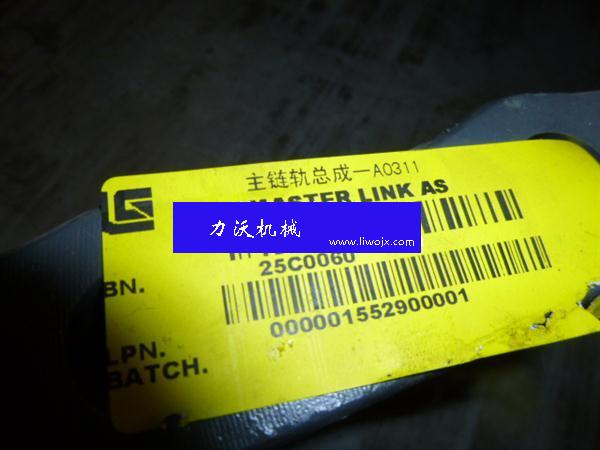 主链轨总成一A0311
MASTER LINK AS
力沃机械
www.liwojx.com
BN.
25C0060
LPN.
000001552900001
BATCH.